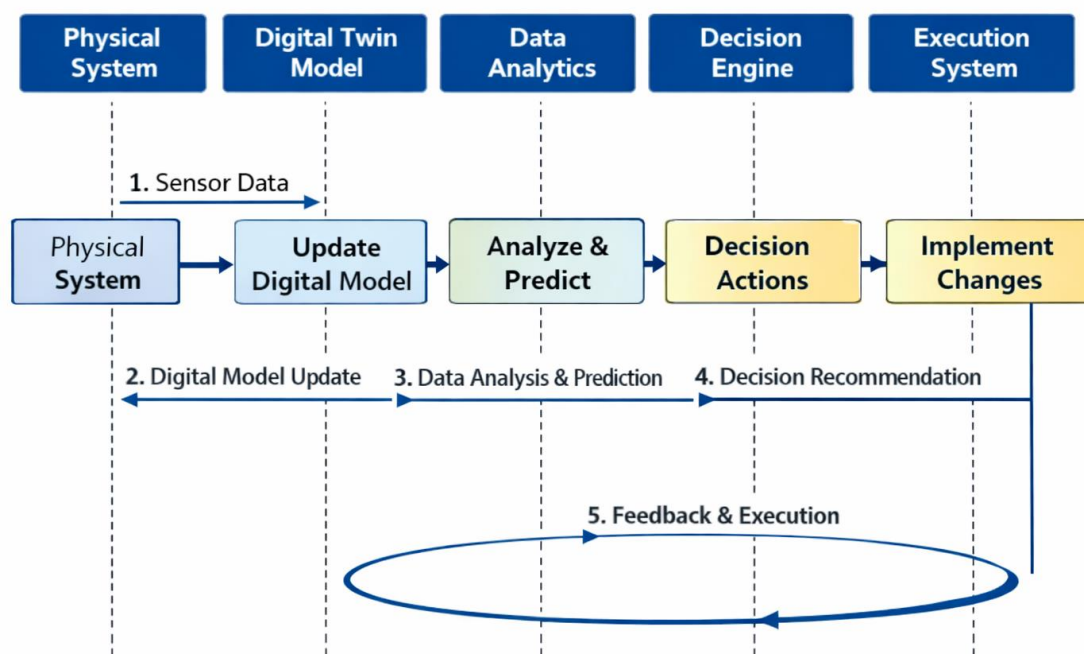 Physical
System
Digital Twin
Model
Data
Analytics
Decision
Engine
Execution
System
1. Sensor Data
Physical
System
Update
Digital Model
Analyze &
Predict
Decision
Actions
Implement
Changes
2. Digital Model Update
3. Data Analysis & Prediction
4. Decision Recommendation
5. Feedback & Execution